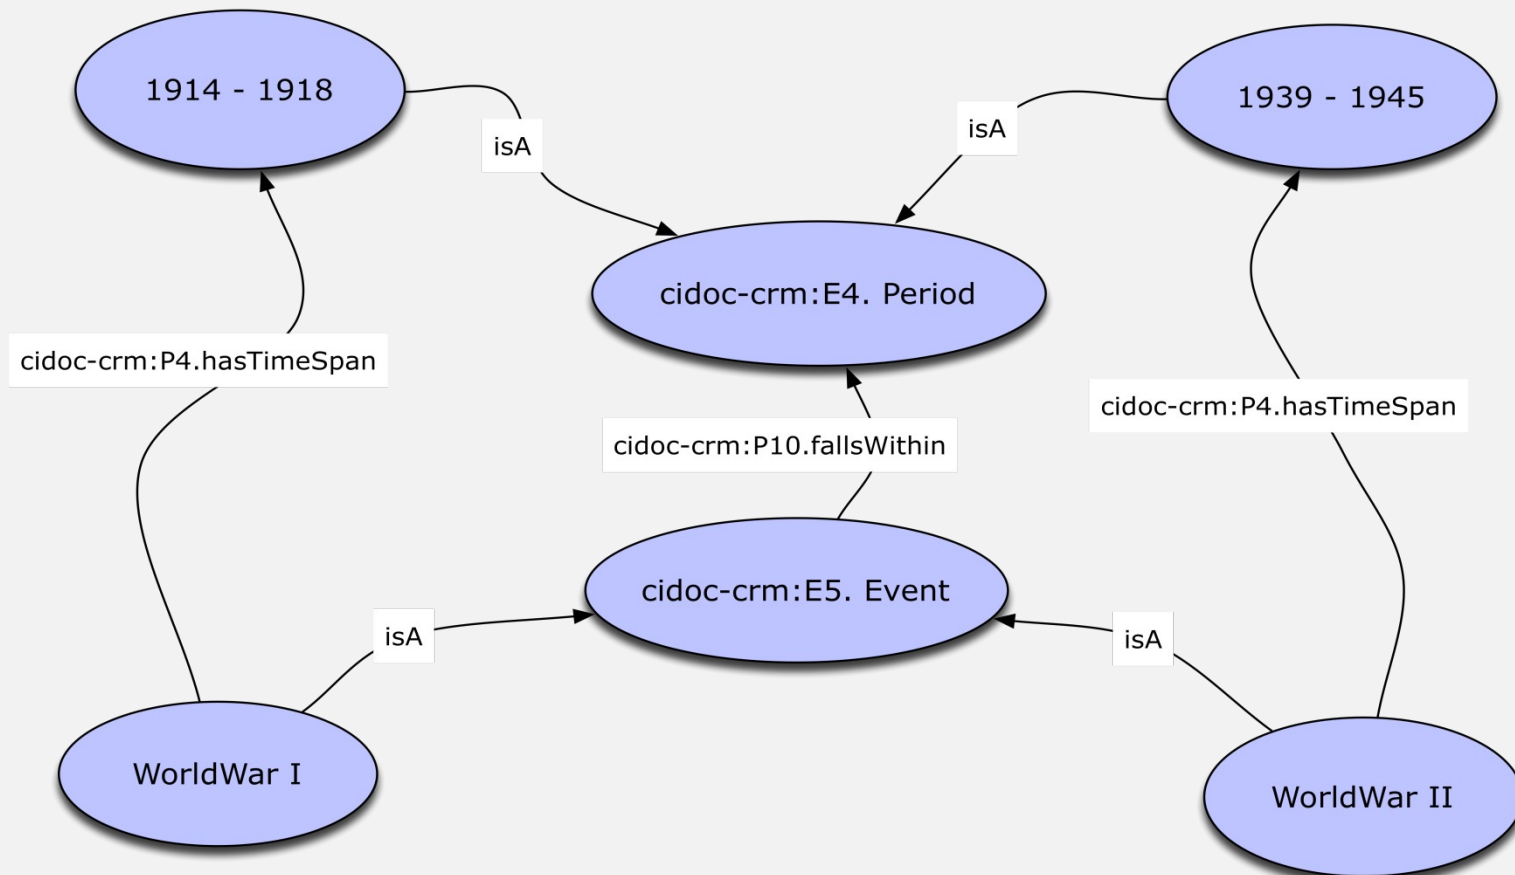 1914 - 1918
1939 - 1945
isA
isA
cidoc-crm:E4. Period
cidoc-crm:P4.hasTimeSpan
cidoc-crm:P4.hasTimeSpan
cidoc-crm:P10.fallsWithin
cidoc-crm:E5. Event
isA
isA
WorldWar I
WorldWar II